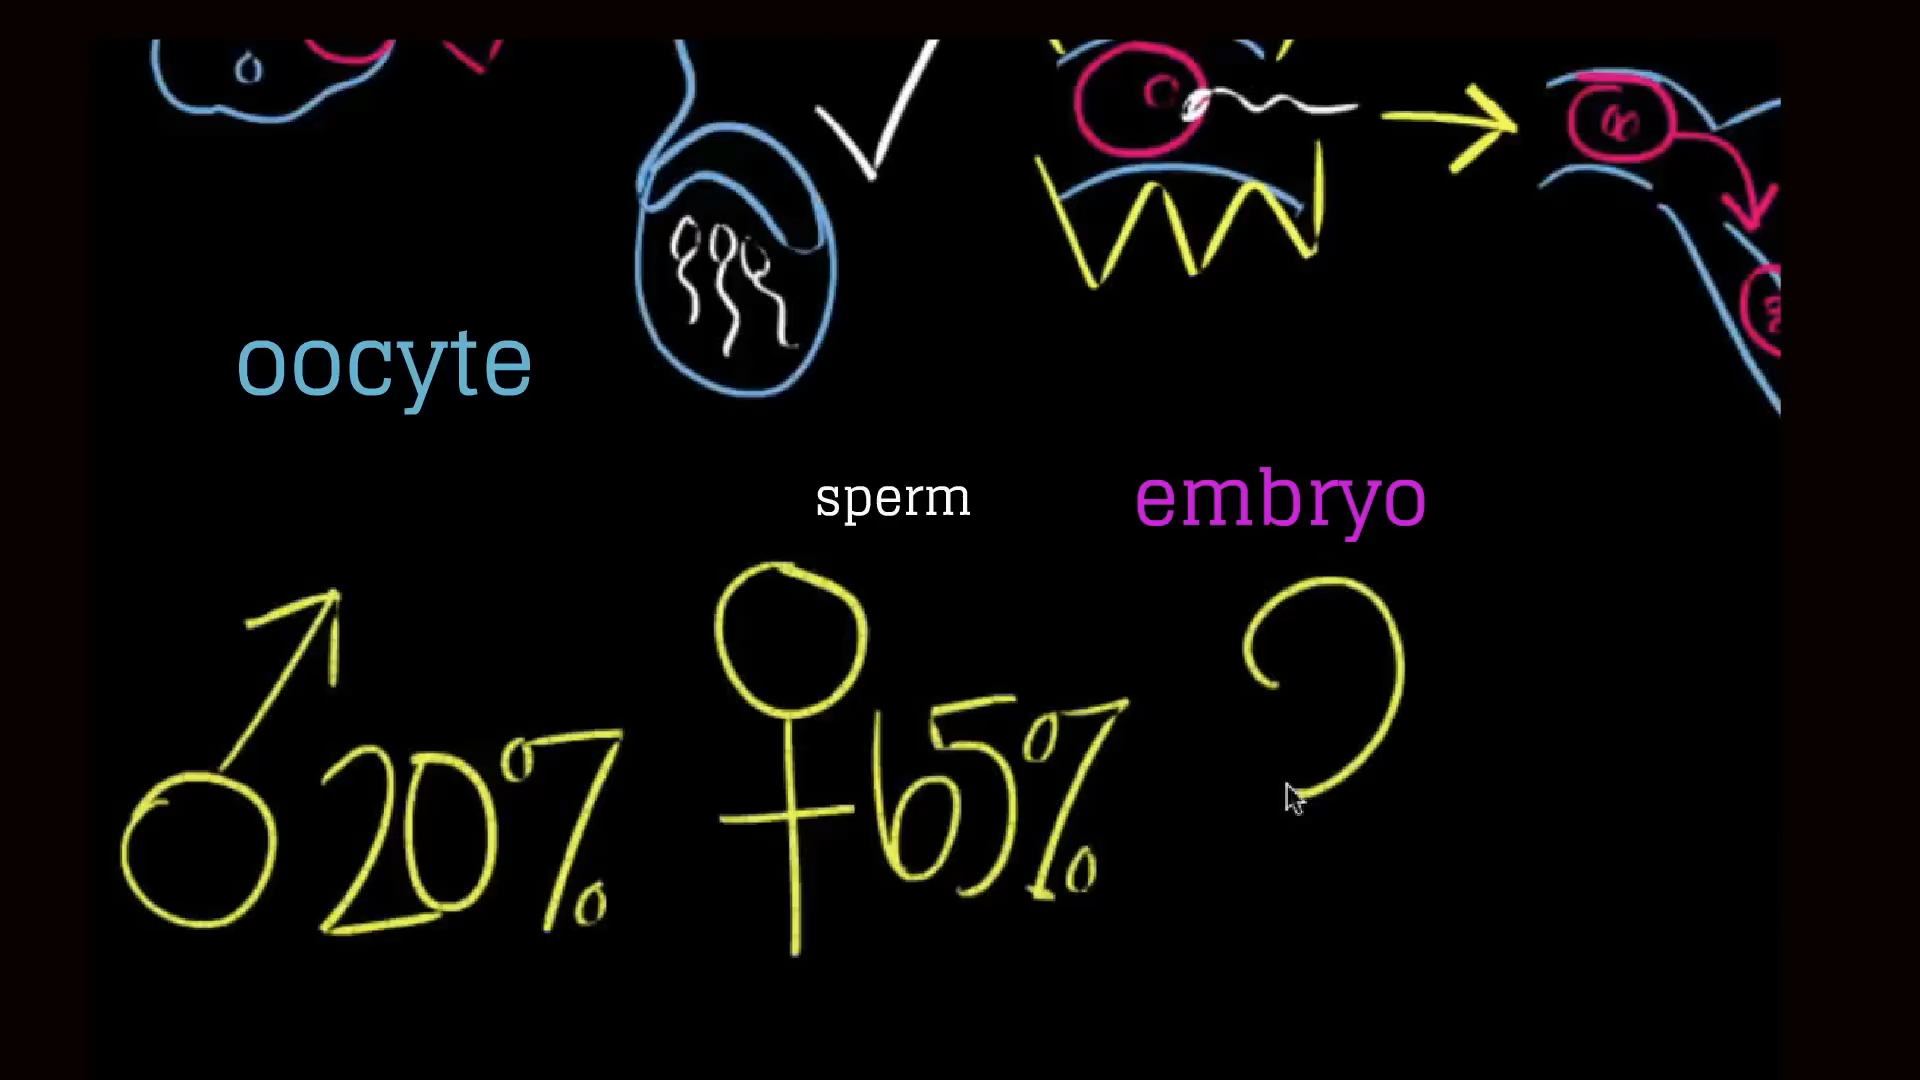 oocyte
sperm
embryo
♂ 20% ♀ 65% ?